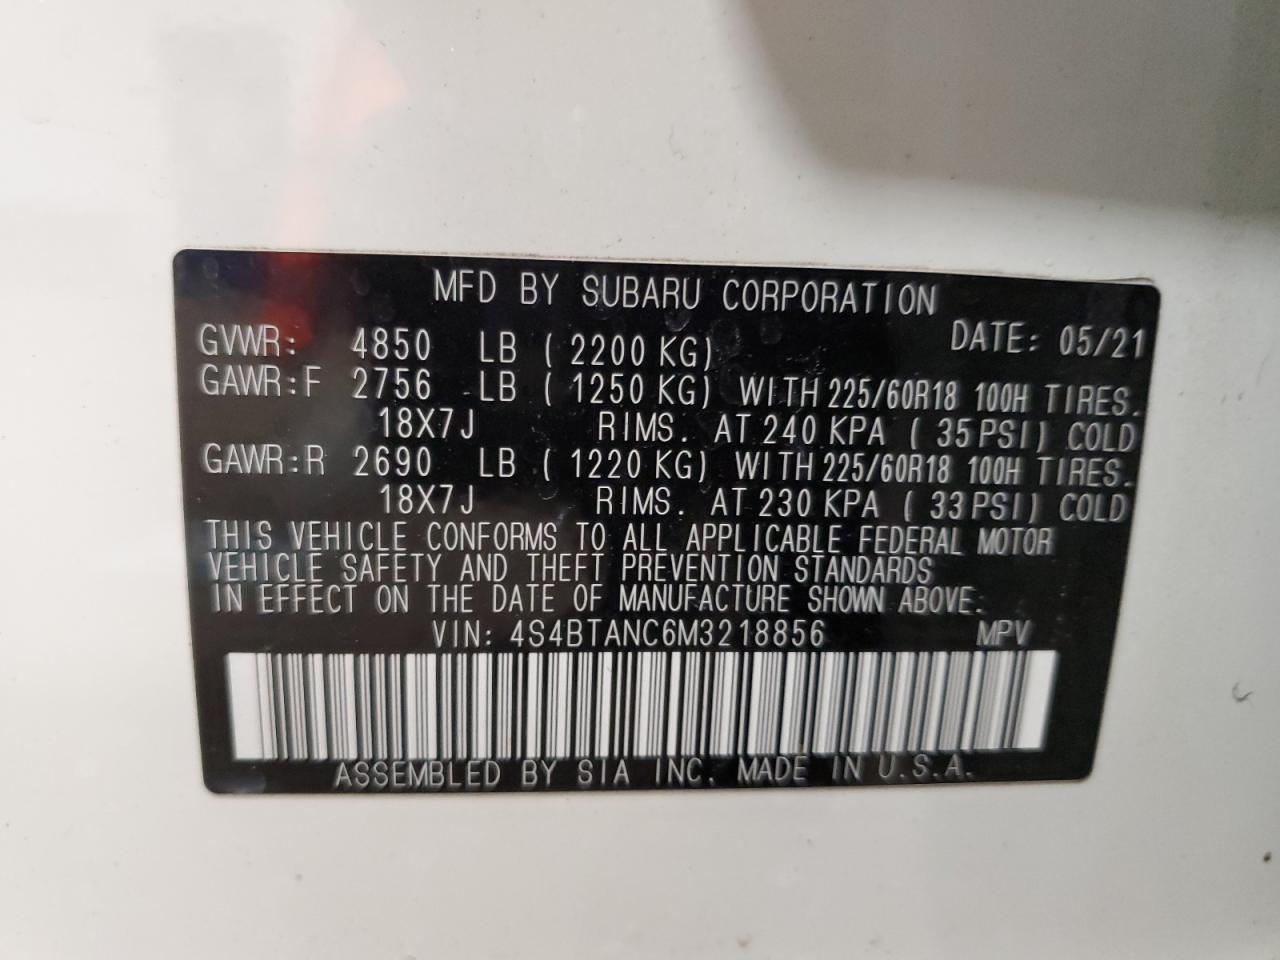 MFD BY SUBARU CORPORATION
GVWR: 4850 LB ( 2200 KG) DATE: 05/21
GAWR:F 2756 LB ( 1250 KG) WITH 225/60R18 100H TIRES.
18X7J RIMS. AT 240 KPA ( 35 PSI) COLD
GAWR:R 2690 LB ( 1220 KG) WITH 225/60R18 100H TIRES.
18X7J RIMS. AT 230 KPA ( 33 PSI) COLD
THIS VEHICLE CONFORMS TO ALL APPLICABLE FEDERAL MOTOR
VEHICLE SAFETY AND THEFT PREVENTION STANDARDS
IN EFFECT ON THE DATE OF MANUFACTURE SHOWN ABOVE.
VIN: 4S4BTANC6M3218856 MPV
ASSEMBLED BY SIA INC. MADE IN U.S.A.